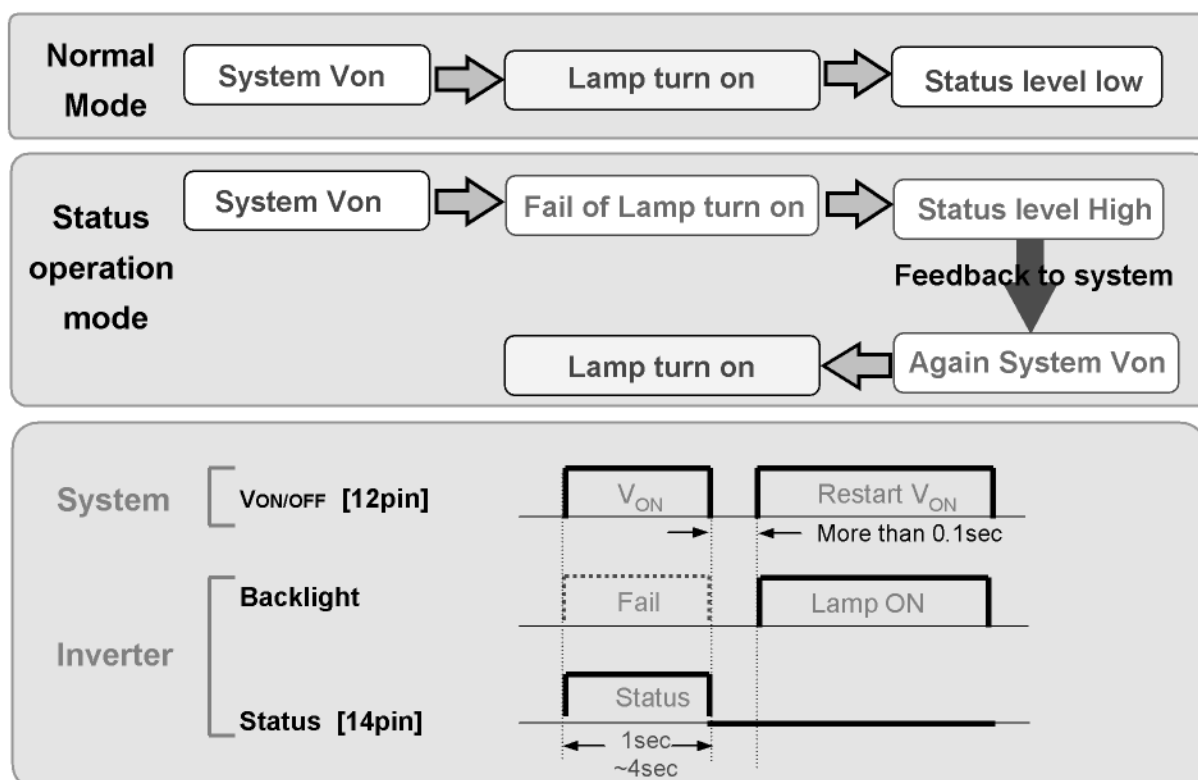 Normal
Mode
System Von
Lamp turn on
Status level low
Status
operation
mode
System Von
Fail of Lamp turn on
Status level High
Feedback to system
Again System Von
Lamp turn on
System
VON/OFF [12pin]
VON
Restart VON
More than 0.1sec
Inverter
Backlight
Fail
Lamp ON
Status [14pin]
Status
1sec
~4sec